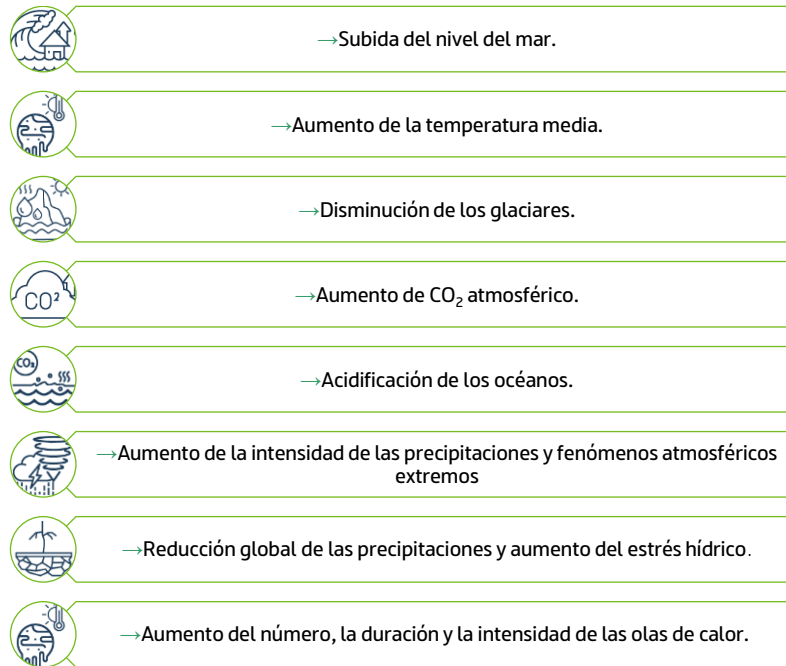 →Subida del nivel del mar.
→Aumento de la temperatura media.
→Disminución de los glaciares.
CO²
→Aumento de CO₂ atmosférico.
CO₂
→Acidificación de los océanos.
→Aumento de la intensidad de las precipitaciones y fenómenos atmosféricos
extremos
→Reducción global de las precipitaciones y aumento del estrés hídrico.
→Aumento del número, la duración y la intensidad de las olas de calor.